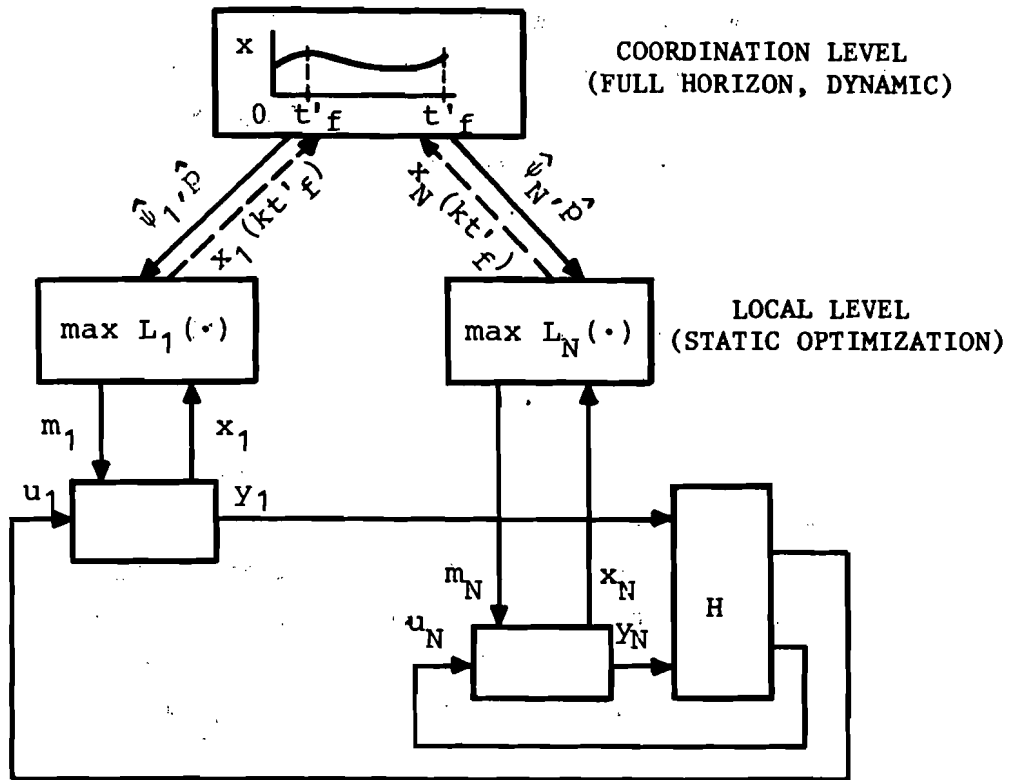 x
0 t'f t'f
COORDINATION LEVEL
(FULL HORIZON, DYNAMIC)
ψ̂1,p̂
x1(kt'f)
xN(kt'f)
ψ̂N,p̂
max L1(·)
max LN(·)
LOCAL LEVEL
(STATIC OPTIMIZATION)
m1
x1
u1
y1
mN
xN
H
uN
yN